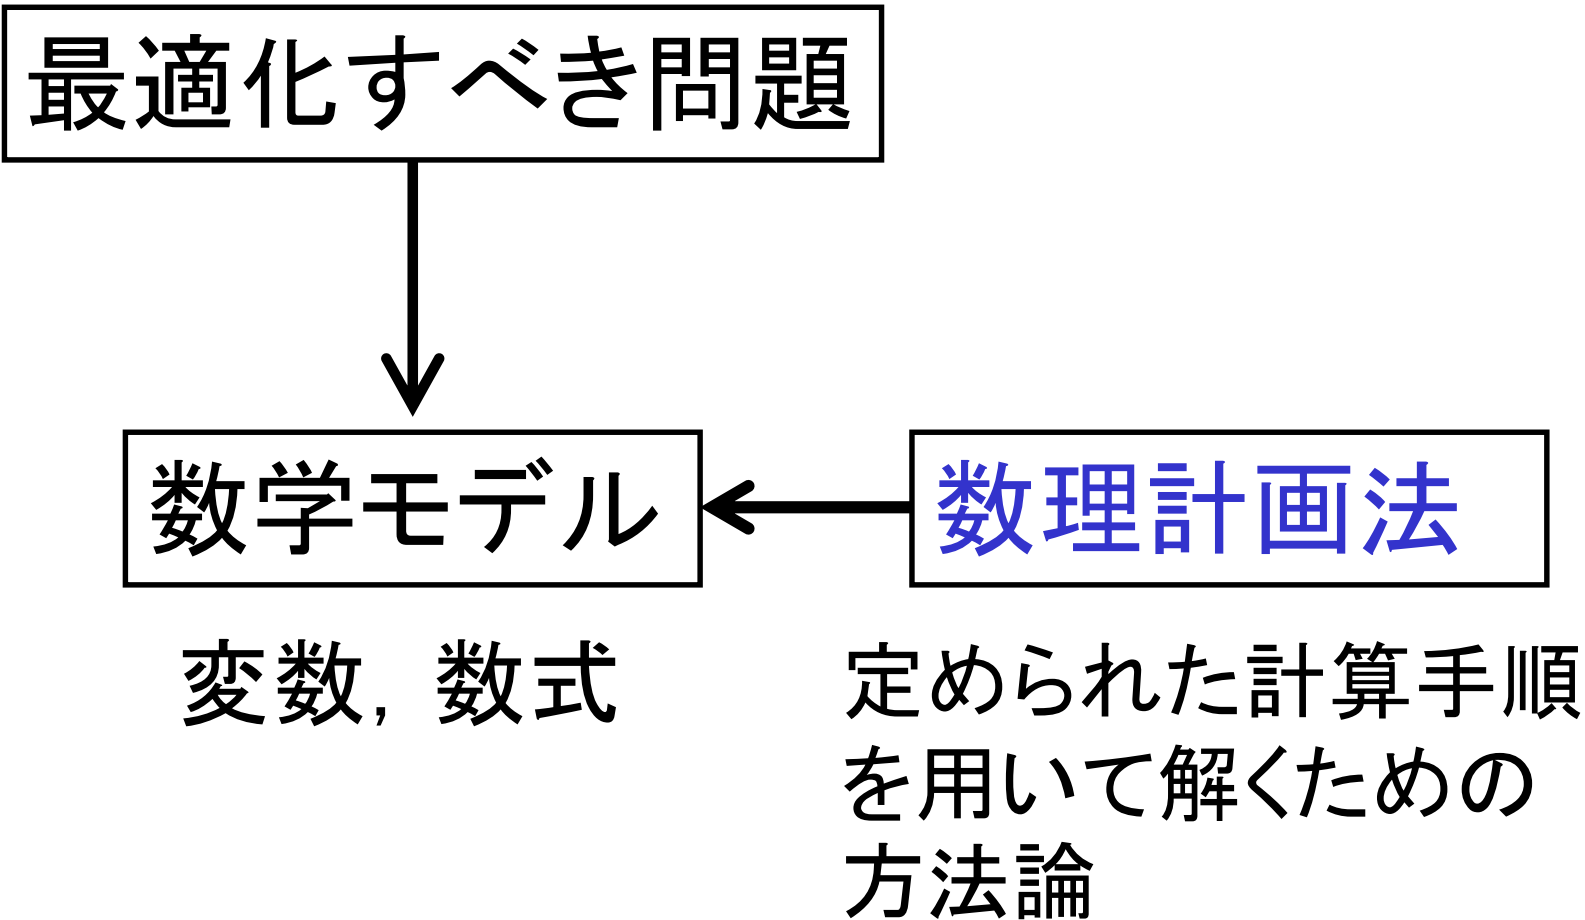 最適化すべき問題
数学モデル
数理計画法
変数, 数式
定められた計算手順
を用いて解くための
方法論